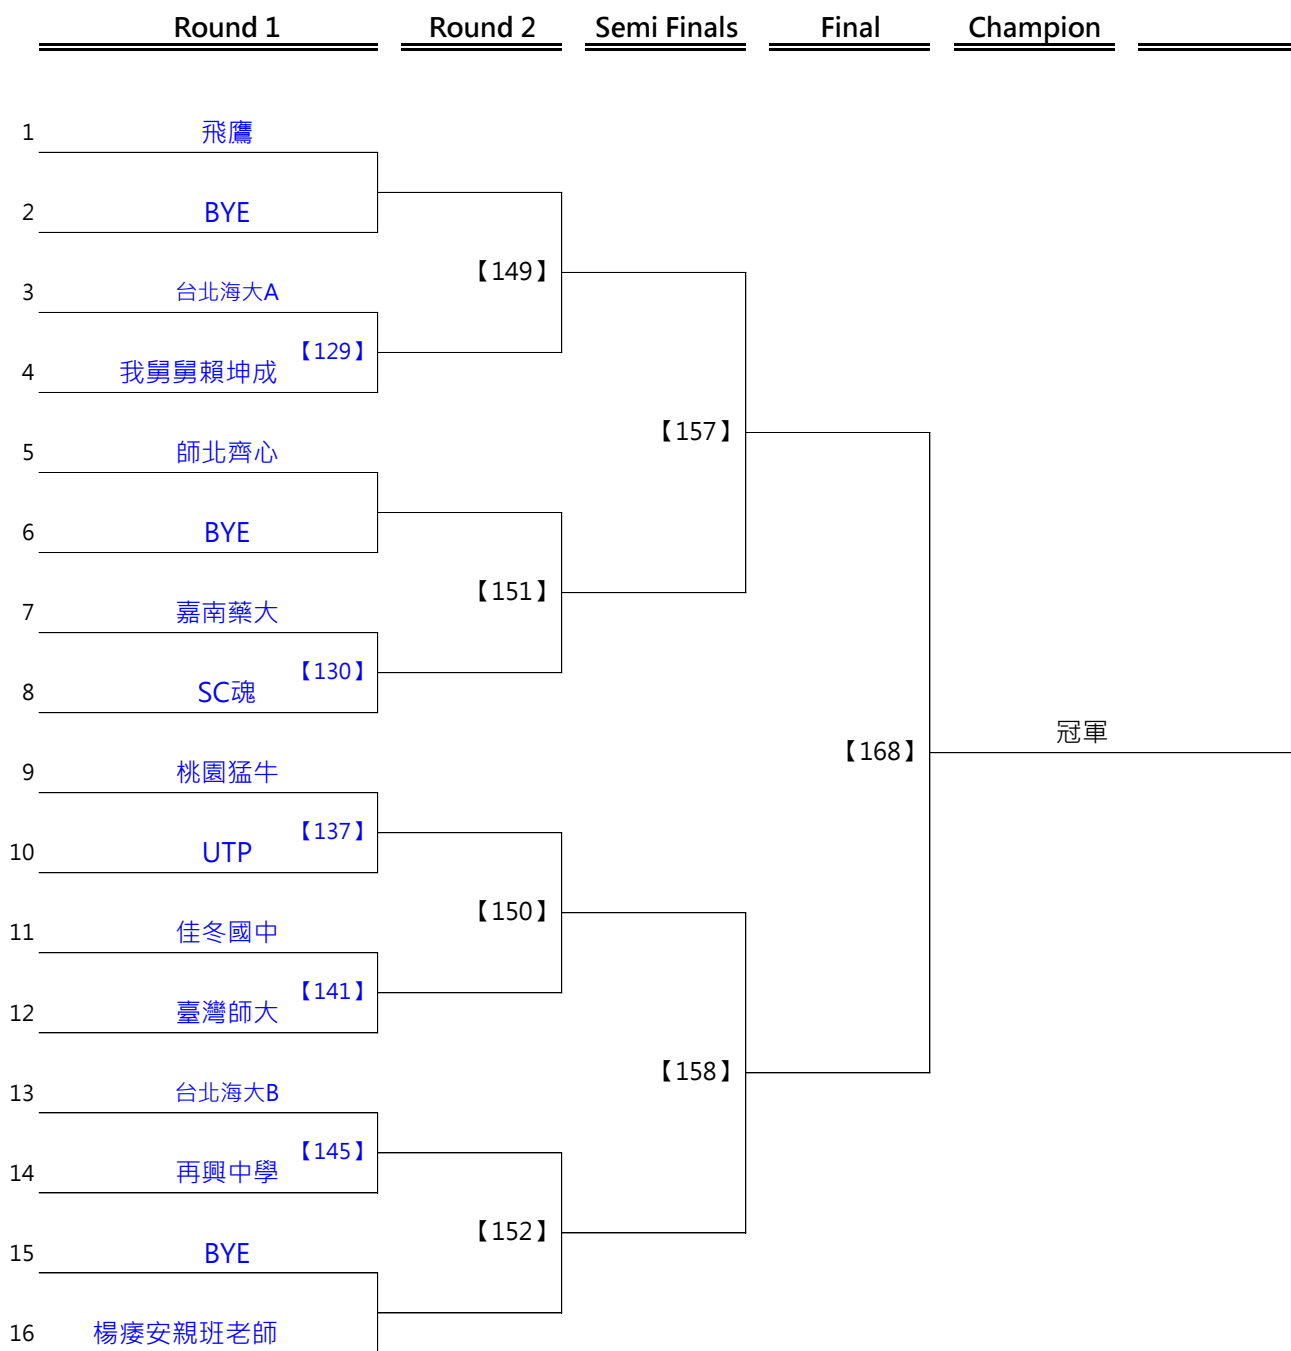 Round 1 Round 2 Semi Finals Final Champion
1 飛鷹
2 BYE
【149】
3 台北海大A
【129】
4 我舅舅賴坤成
【157】
5 師北齊心
6 BYE
【151】
7 嘉南藥大
【130】
8 SC魂
冠軍
【168】
9 桃園猛牛
【137】
10 UTP
【150】
11 佳冬國中
【141】
12 臺灣師大
【158】
13 台北海大B
【145】
14 再興中學
【152】
15 BYE
16 楊痿安親班老師